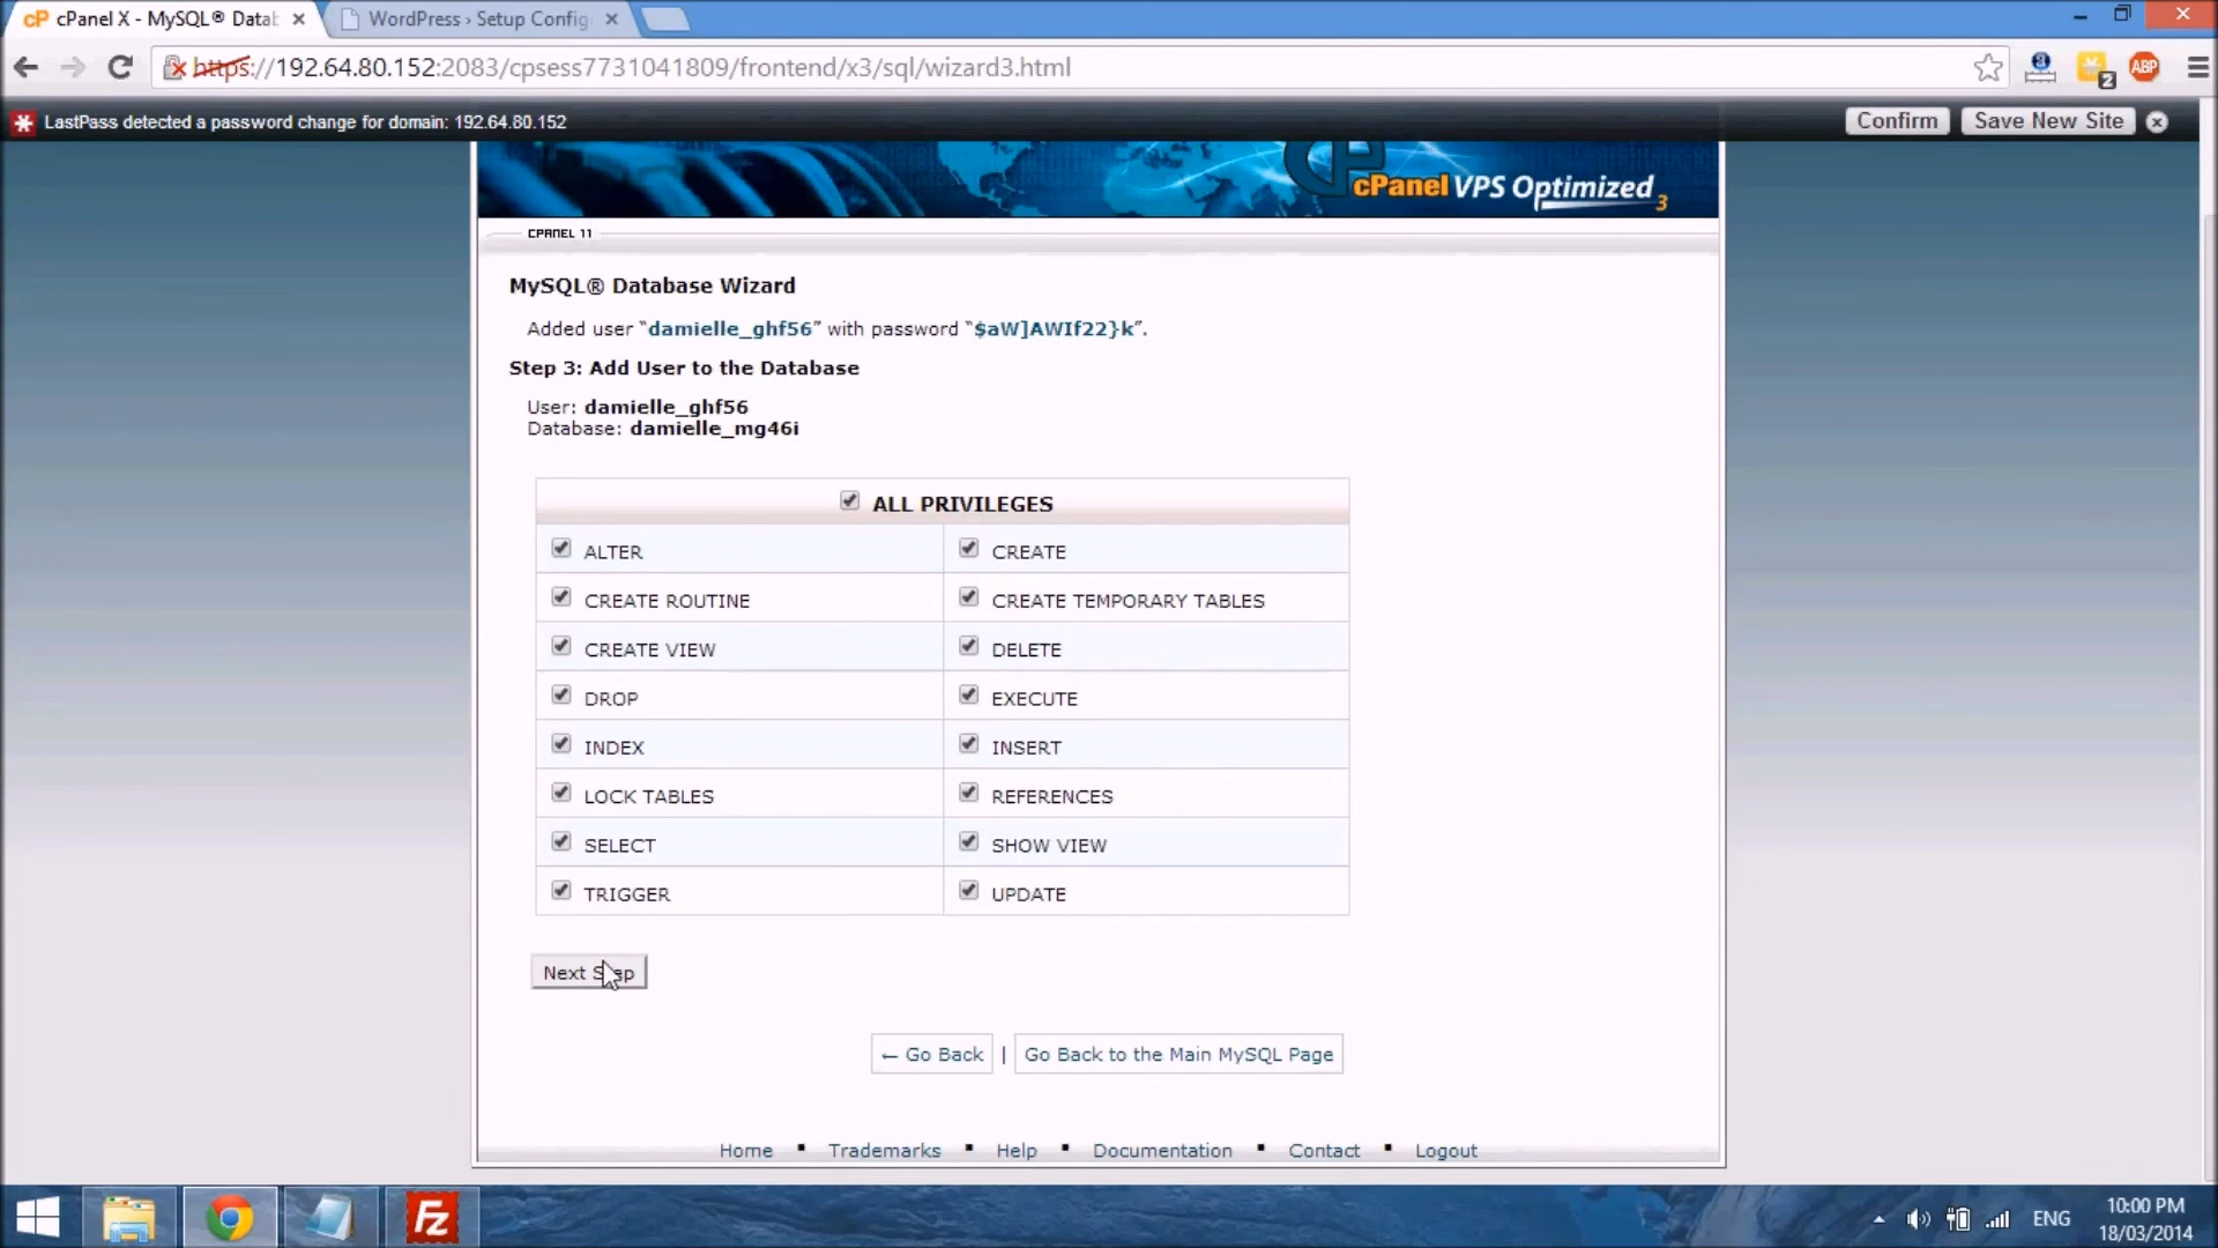 cP cPanel X - MySQL® Datab
WordPress › Setup Config
https://192.64.80.152:2083/cpsess7731041809/frontend/x3/sql/wizard3.html
2
ABP
LastPass detected a password change for domain: 192.64.80.152
Confirm
Save New Site
cPanel VPS Optimized 3
CPANEL 11
MySQL® Database Wizard
Added user “damielle_ghf56” with password “$aW]AWIf22}k”.
Step 3: Add User to the Database
User: damielle_ghf56
Database: damielle_mg46i
ALL PRIVILEGES
ALTER
CREATE
CREATE ROUTINE
CREATE TEMPORARY TABLES
CREATE VIEW
DELETE
DROP
EXECUTE
INDEX
INSERT
LOCK TABLES
REFERENCES
SELECT
SHOW VIEW
TRIGGER
UPDATE
Next Step
← Go Back | Go Back to the Main MySQL Page
Home ▪ Trademarks ▪ Help ▪ Documentation ▪ Contact ▪ Logout
Fz
ENG
10:00 PM
18/03/2014